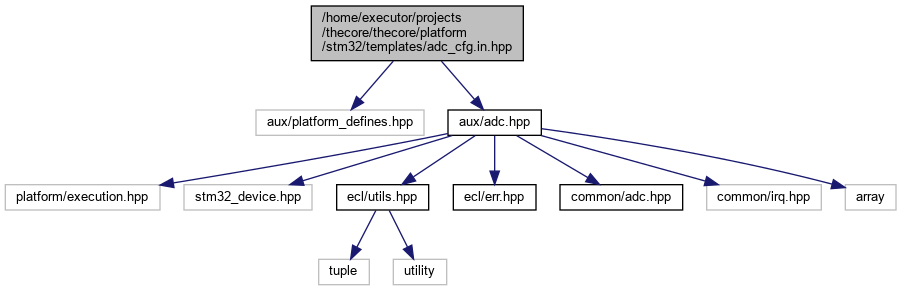 /home/executor/projects
/thecore/thecore/platform
/stm32/templates/adc_cfg.in.hpp
aux/platform_defines.hpp
aux/adc.hpp
platform/execution.hpp
stm32_device.hpp
ecl/utils.hpp
ecl/err.hpp
common/adc.hpp
common/irq.hpp
array
tuple
utility